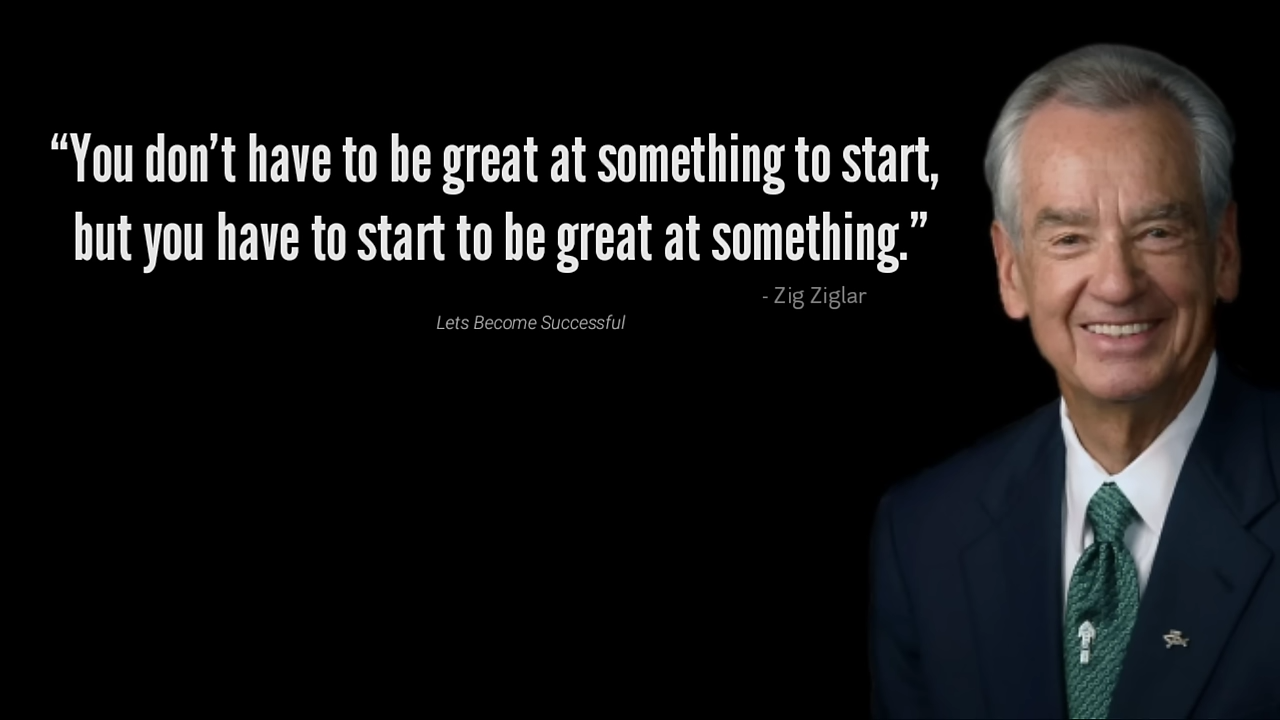 “You don’t have to be great at something to start,
but you have to start to be great at something.”
- Zig Ziglar
Lets Become Successful